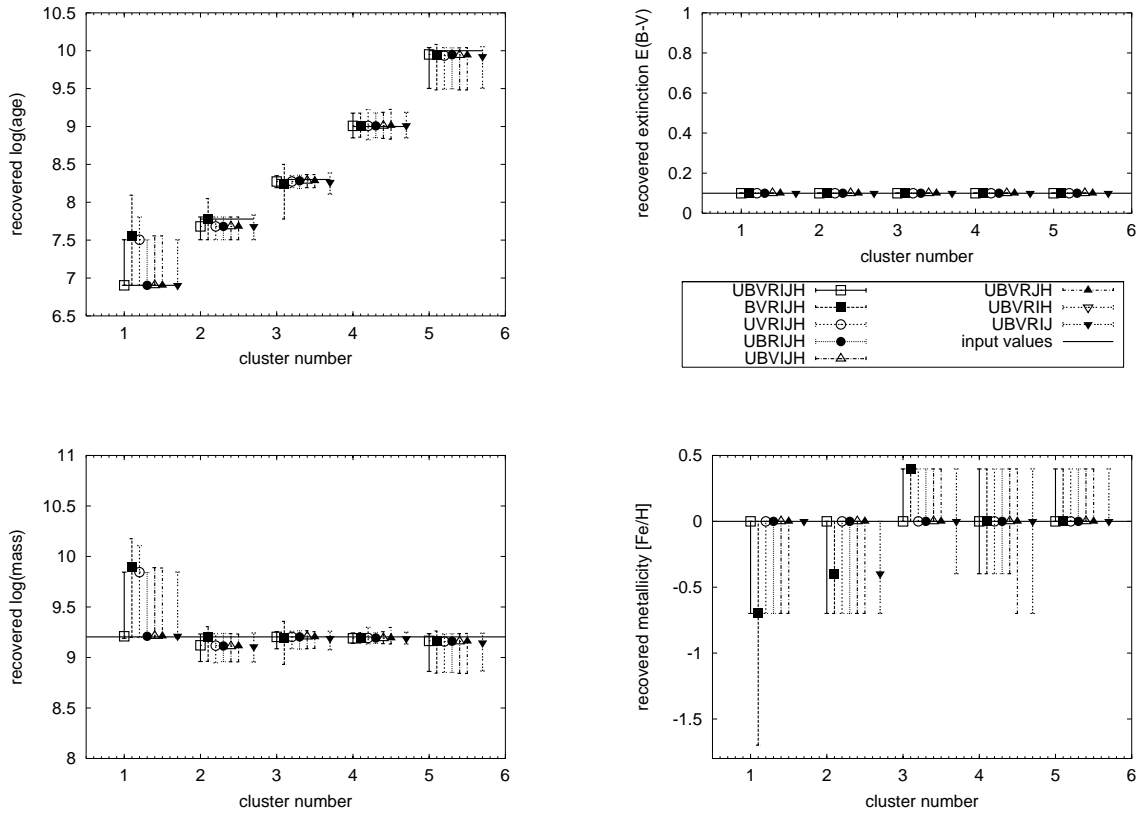 recovered log(age)
10
9.5
9
8.5
8
7.5
7
6.5
1 2 3 4 5 6
cluster number
recovered extinction E(B-V)
1
0.8
0.6
0.4
0.2
0
1 2 3 4 5 6
cluster number
UBVRIJH
BVRIJH
UVRIJH
UBRIJH
UBVIJH
UBVRJH
UBVRIH
UBVRIJ
input values
recovered log(mass)
11
10.5
10
9.5
9
8.5
8
1 2 3 4 5 6
cluster number
recovered metallicity [Fe/H]
0.5
0
-0.5
-1
-1.5
1 2 3 4 5 6
cluster number